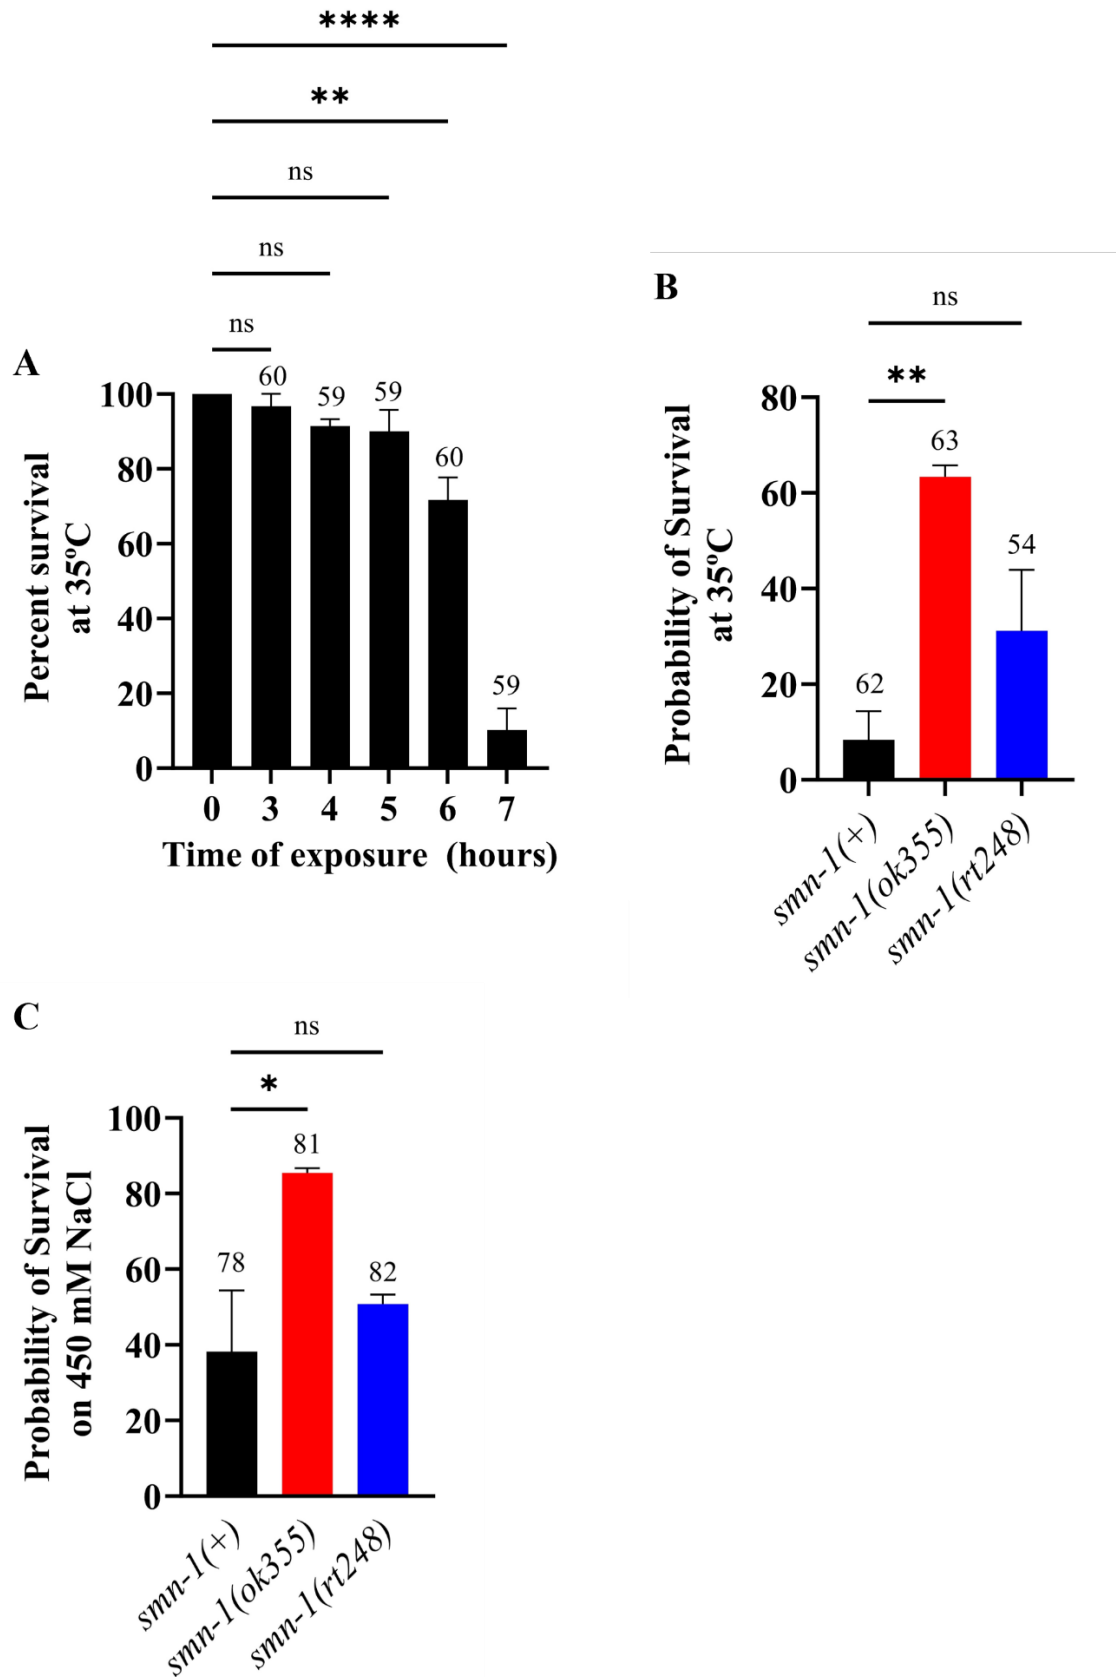 ****
**
ns
ns
ns
A
Percent survival
at 35ºC
100
80
60
40
20
0
60
59
59
60
59
0 3 4 5 6 7
Time of exposure (hours)
B
ns
**
Probability of Survival
at 35ºC
80
60
40
20
0
62
63
54
smn-1(+)
smn-1(ok355)
smn-1(rt248)
C
ns
*
Probability of Survival
on 450 mM NaCl
100
80
60
40
20
0
78
81
82
smn-1(+)
smn-1(ok355)
smn-1(rt248)